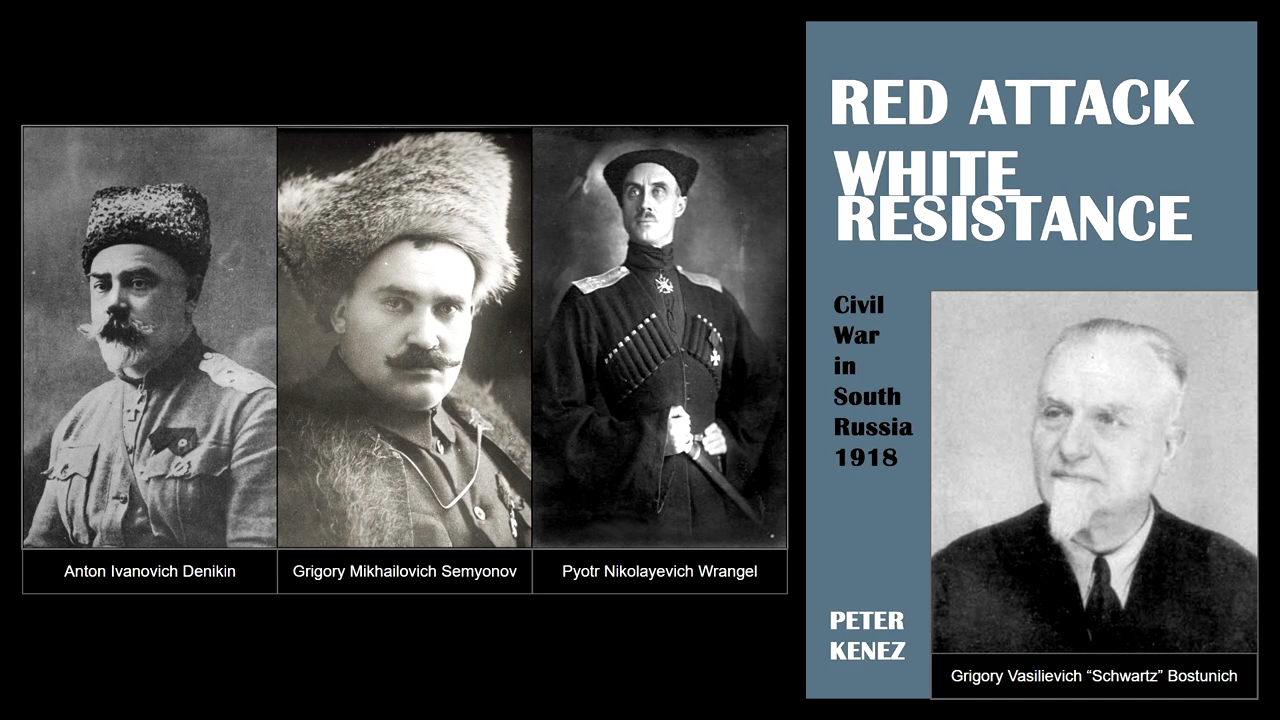 Anton Ivanovich Denikin
Grigory Mikhailovich Semyonov
Pyotr Nikolayevich Wrangel
RED ATTACK
WHITE
RESISTANCE
Civil
War
in
South
Russia
1918
PETER
KENEZ
Grigory Vasilievich “Schwartz” Bostunich